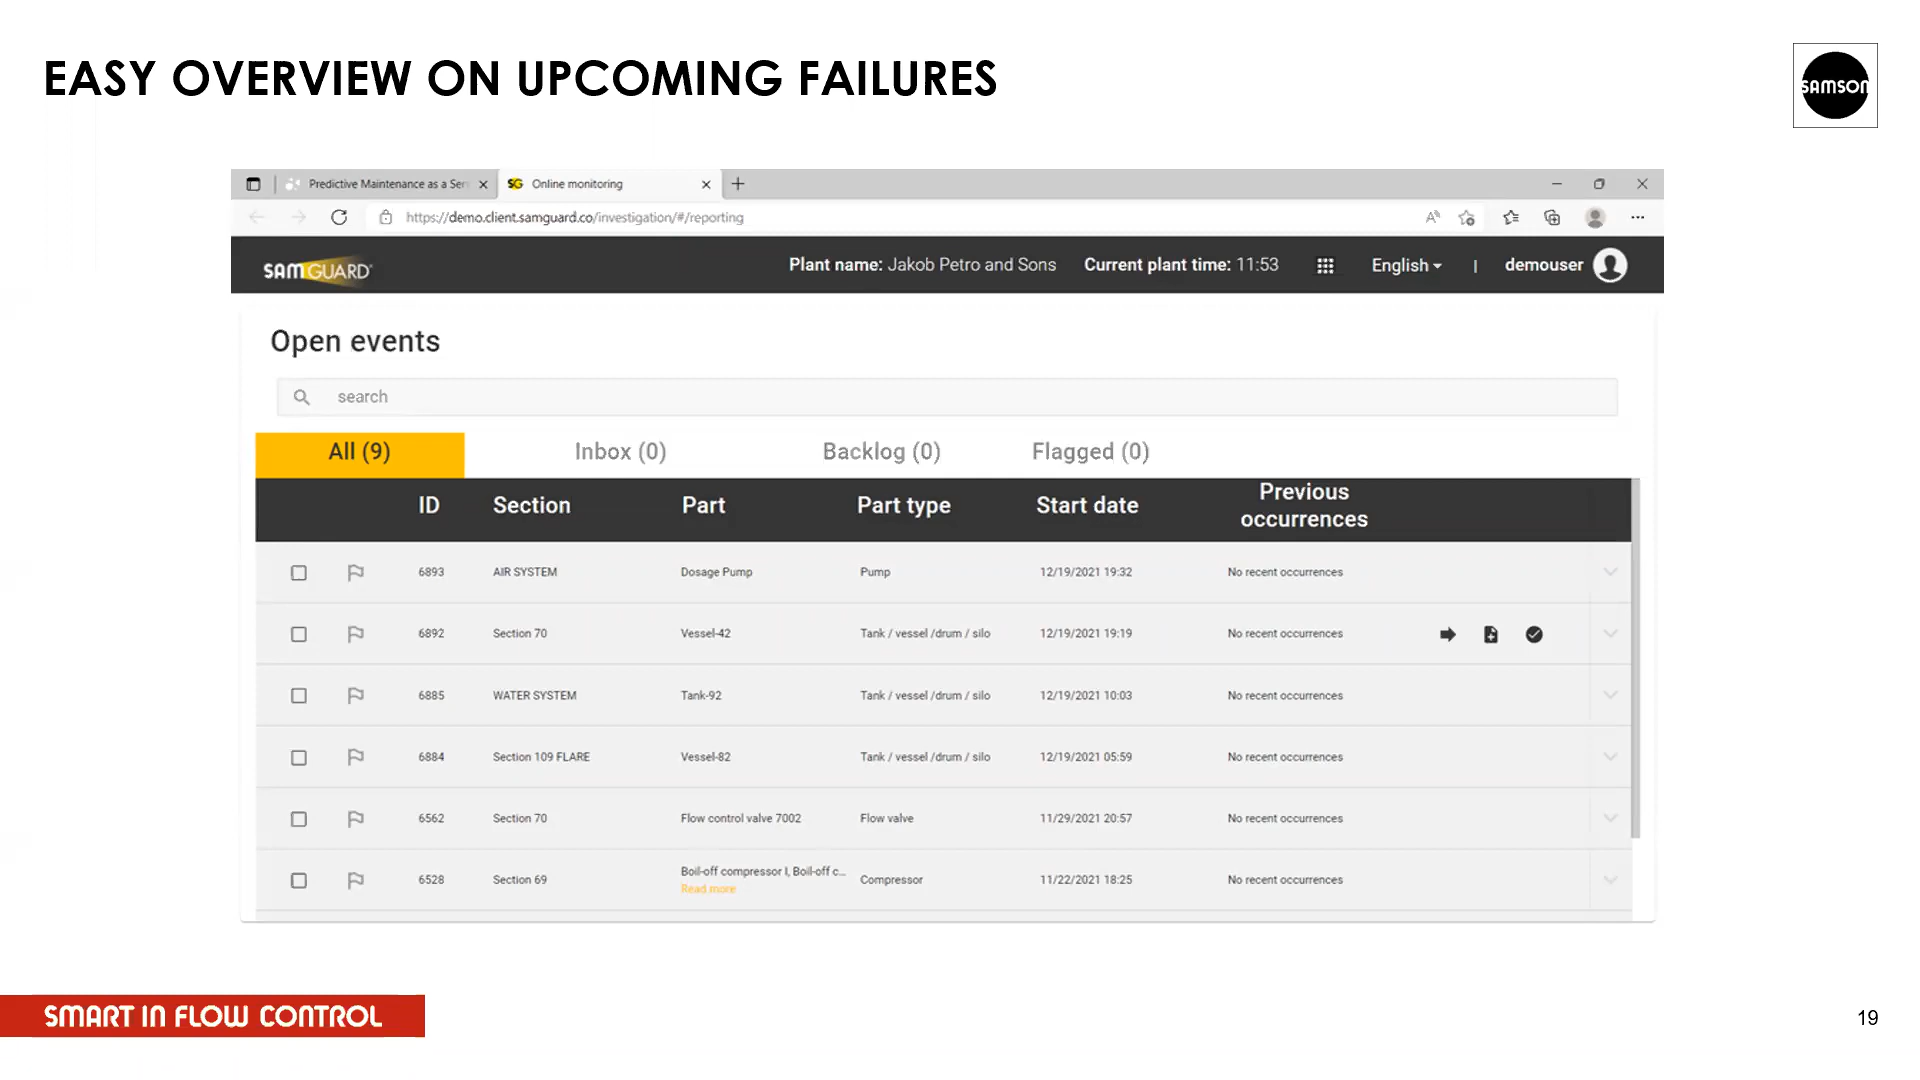 EASY OVERVIEW ON UPCOMING FAILURES
SAMSON
Predictive Maintenance as a Ser
Online monitoring
https://demo.client.samguard.co/investigation/#/reporting
SAMGUARD®
Plant name: Jakob Petro and Sons
Current plant time: 11:53
English
demouser
Open events
search
All (9)
Inbox (0)
Backlog (0)
Flagged (0)
ID Section Part Part type Start date Previous occurrences
6893 AIR SYSTEM Dosage Pump Pump 12/19/2021 19:32 No recent occurrences
6892 Section 70 Vessel-42 Tank / vessel /drum / silo 12/19/2021 19:19 No recent occurrences
6885 WATER SYSTEM Tank-92 Tank / vessel /drum / silo 12/19/2021 10:03 No recent occurrences
6884 Section 109 FLARE Vessel-82 Tank / vessel /drum / silo 12/19/2021 05:59 No recent occurrences
6562 Section 70 Flow control valve 7002 Flow valve 11/29/2021 20:57 No recent occurrences
6528 Section 69 Boil-off compressor I, Boil-off c... Compressor 11/22/2021 18:25 No recent occurrences
Read more
SMART IN FLOW CONTROL
19